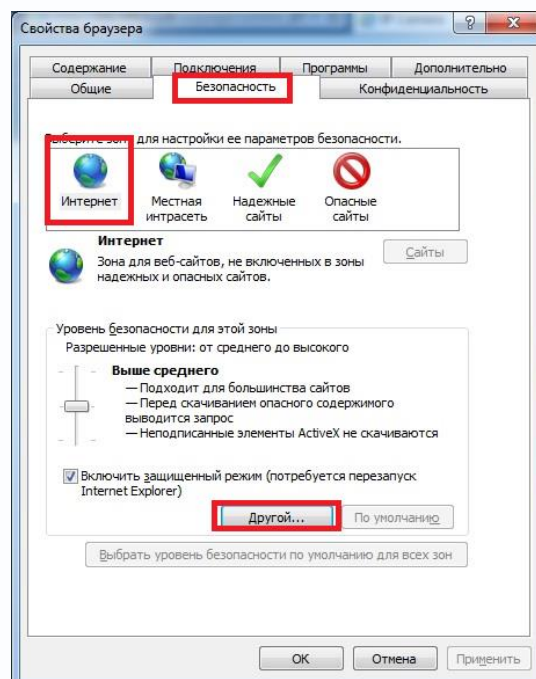 Свойства браузера
Содержание Подключения Программы Дополнительно
Общие Безопасность Конфиденциальность
Выберите зону для настройки ее параметров безопасности.
Интернет Местная интрасеть Надежные сайты Опасные сайты
Интернет
Зона для веб-сайтов, не включенных в зоны
надежных и опасных сайтов.
Сайты
Уровень безопасности для этой зоны
Разрешенные уровни: от среднего до высокого
Выше среднего
— Подходит для большинства сайтов
— Перед скачиванием опасного содержимого
выводится запрос
— Неподписанные элементы ActiveX не скачиваются
Включить защищенный режим (потребуется перезапуск
Internet Explorer)
Другой... По умолчанию
Выбрать уровень безопасности по умолчанию для всех зон
OK Отмена Применить